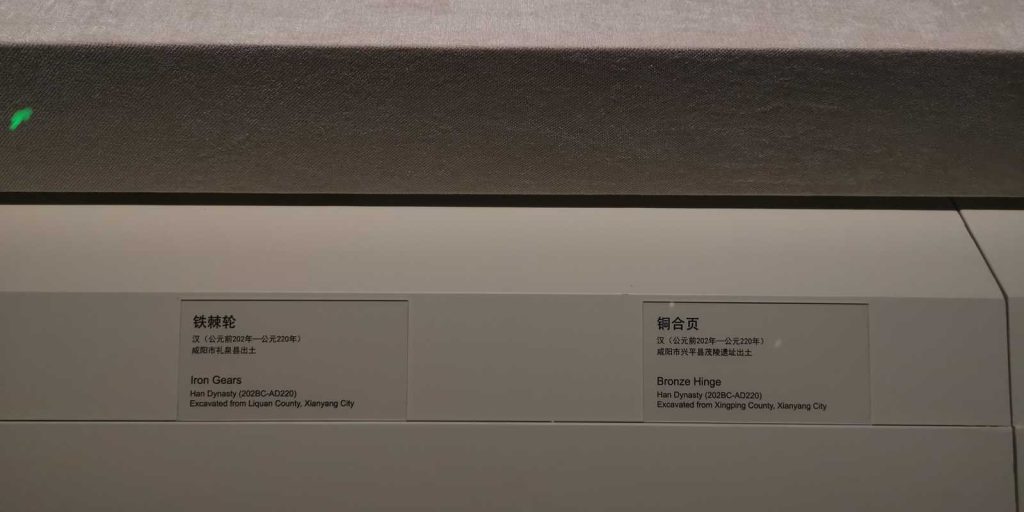 铁棘轮
汉（公元前202年—公元220年）
咸阳市礼泉县出土
Iron Gears
Han Dynasty (202BC-AD220)
Excavated from Liquan County, Xianyang City
铜合页
汉（公元前202年—公元220年）
咸阳市兴平县茂陵遗址出土
Bronze Hinge
Han Dynasty (202BC-AD220)
Excavated from Xingping County, Xianyang City